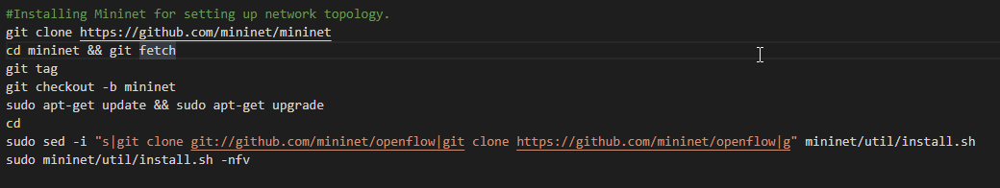 #Installing Mininet for setting up network topology.
git clone https://github.com/mininet/mininet
cd mininet && git fetch
git tag
git checkout -b mininet
sudo apt-get update && sudo apt-get upgrade
cd
sudo sed -i "s|git clone git://github.com/mininet/openflow|git clone https://github.com/mininet/openflow|g" mininet/util/install.sh
sudo mininet/util/install.sh -nfv